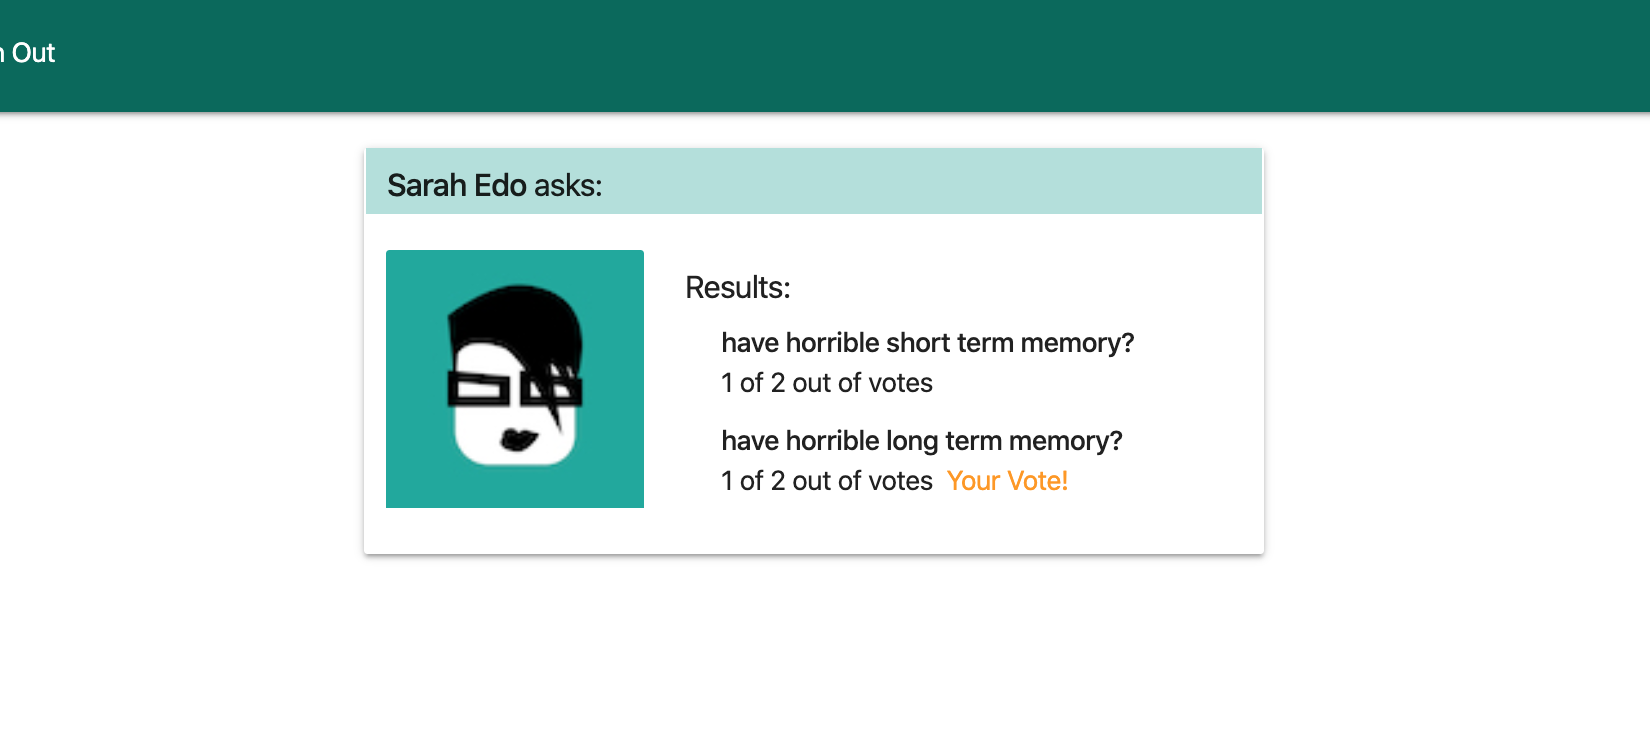 Out
Sarah Edo asks:
Results:
have horrible short term memory?
1 of 2 out of votes
have horrible long term memory?
1 of 2 out of votes Your Vote!